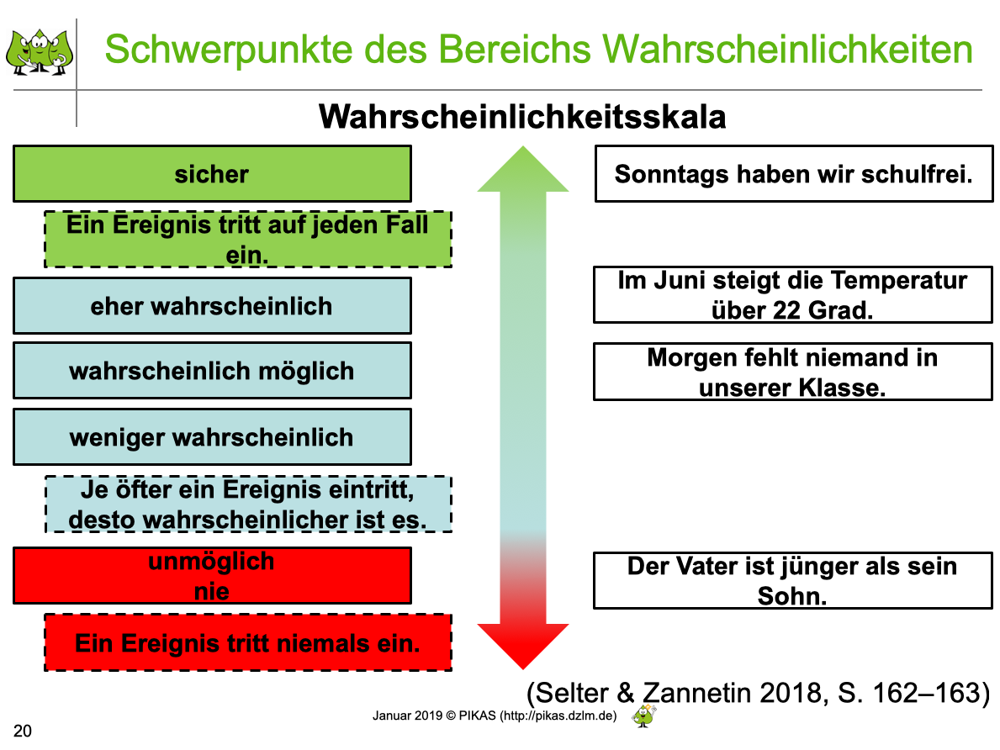 Schwerpunkte des Bereichs Wahrscheinlichkeiten
Wahrscheinlichkeitsskala
sicher
Sonntags haben wir schulfrei.
Ein Ereignis tritt auf jeden Fall
ein.
eher wahrscheinlich
Im Juni steigt die Temperatur
über 22 Grad.
wahrscheinlich möglich
Morgen fehlt niemand in
unserer Klasse.
weniger wahrscheinlich
Je öfter ein Ereignis eintritt,
desto wahrscheinlicher ist es.
unmöglich
nie
Der Vater ist jünger als sein
Sohn.
Ein Ereignis tritt niemals ein.
(Selter & Zannetin 2018, S. 162–163)
Januar 2019 © PIKAS (http://pikas.dzlm.de)
20